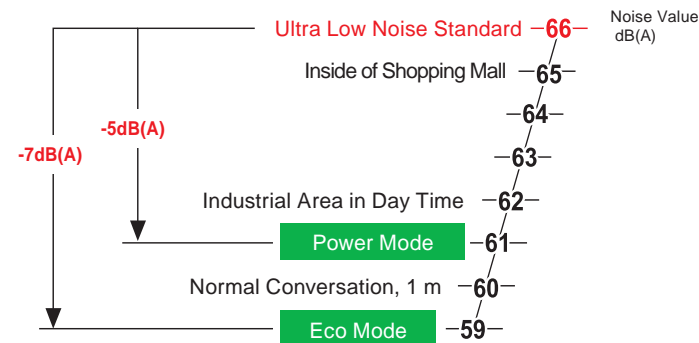 Ultra Low Noise Standard 66 Noise Value
dB(A)
Inside of Shopping Mall 65
64
-5dB(A)
63
-7dB(A)
Industrial Area in Day Time 62
Power Mode 61
Normal Conversation, 1 m 60
Eco Mode 59